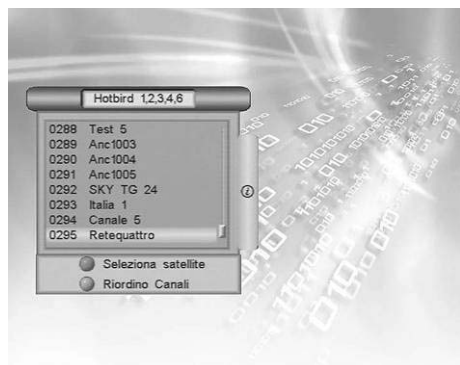 Hotbird 1,2,3,4,6
0288 Test 5
0289 Anc1003
0290 Anc1004
0291 Anc1005
0292 SKY TG 24
0293 Italia 1
0294 Canale 5
0295 Retequattro
i
Seleziona satellite
Riordino Canali